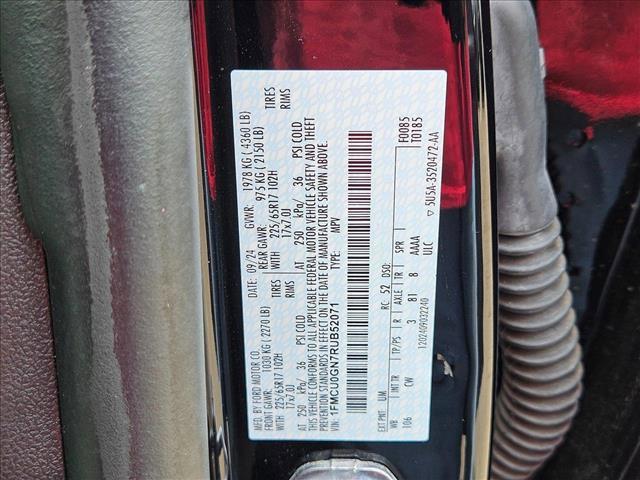 MFD. BY FORD MOTOR CO.
DATE: 09/24 GVWR: 1978 KG ( 4360 LB)
FRONT GAWR: 1030 KG ( 2270 LB) REAR GAWR: 975 KG ( 2150 LB)
225/65R17 102H WITH 225/65R17 102H TIRES
17x7.0J 17x7.0J RIMS
AT 250 kPa/ 36 PSI COLD AT 250 kPa/ 36 PSI COLD
THIS VEHICLE CONFORMS TO ALL APPLICABLE FEDERAL MOTOR VEHICLE SAFETY AND THEFT
PREVENTION STANDARDS IN EFFECT ON THE DATE OF MANUFACTURE SHOWN ABOVE.
VIN: 1FMCU0GN7RUB52071 TYPE: MPV
F0085
T0185
EXT PNT: UM RC: 52 DSO:
WB INT TR TP/PS R AXLE TR SPR
106 CW 3 81 8 AAAA
ULC
1202409032240
5U5A-3520472-AA